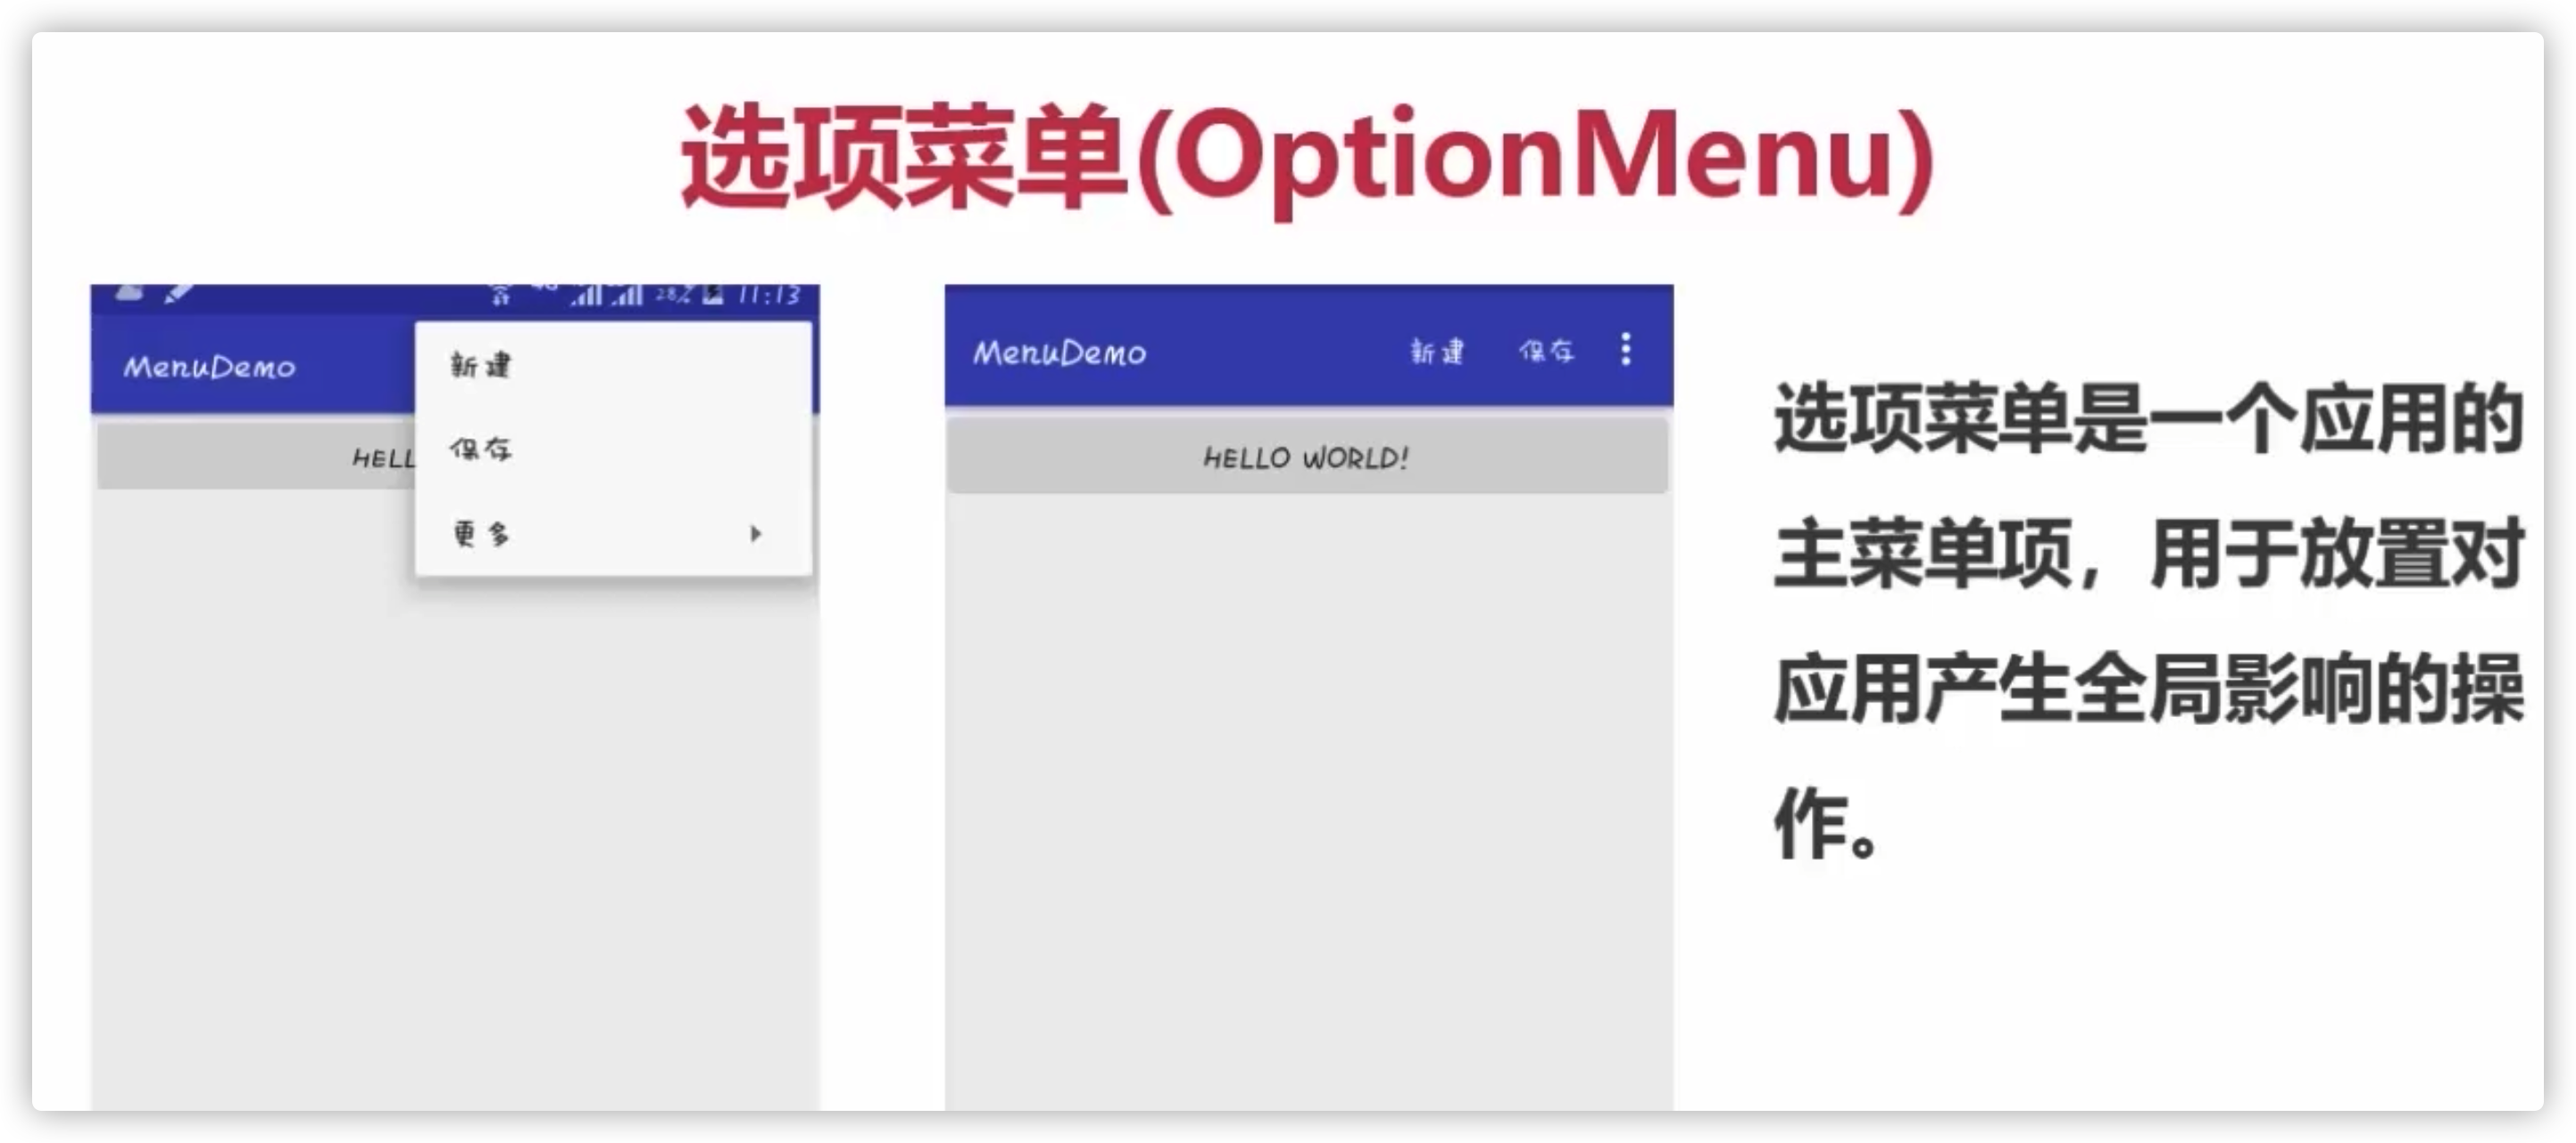 选项菜单(OptionMenu)
28% 11:13
MenuDemo
新建
保存
更多
HELL
MenuDemo 新建 保存
HELLO WORLD!
选项菜单是一个应用的
主菜单项，用于放置对
应用产生全局影响的操
作。